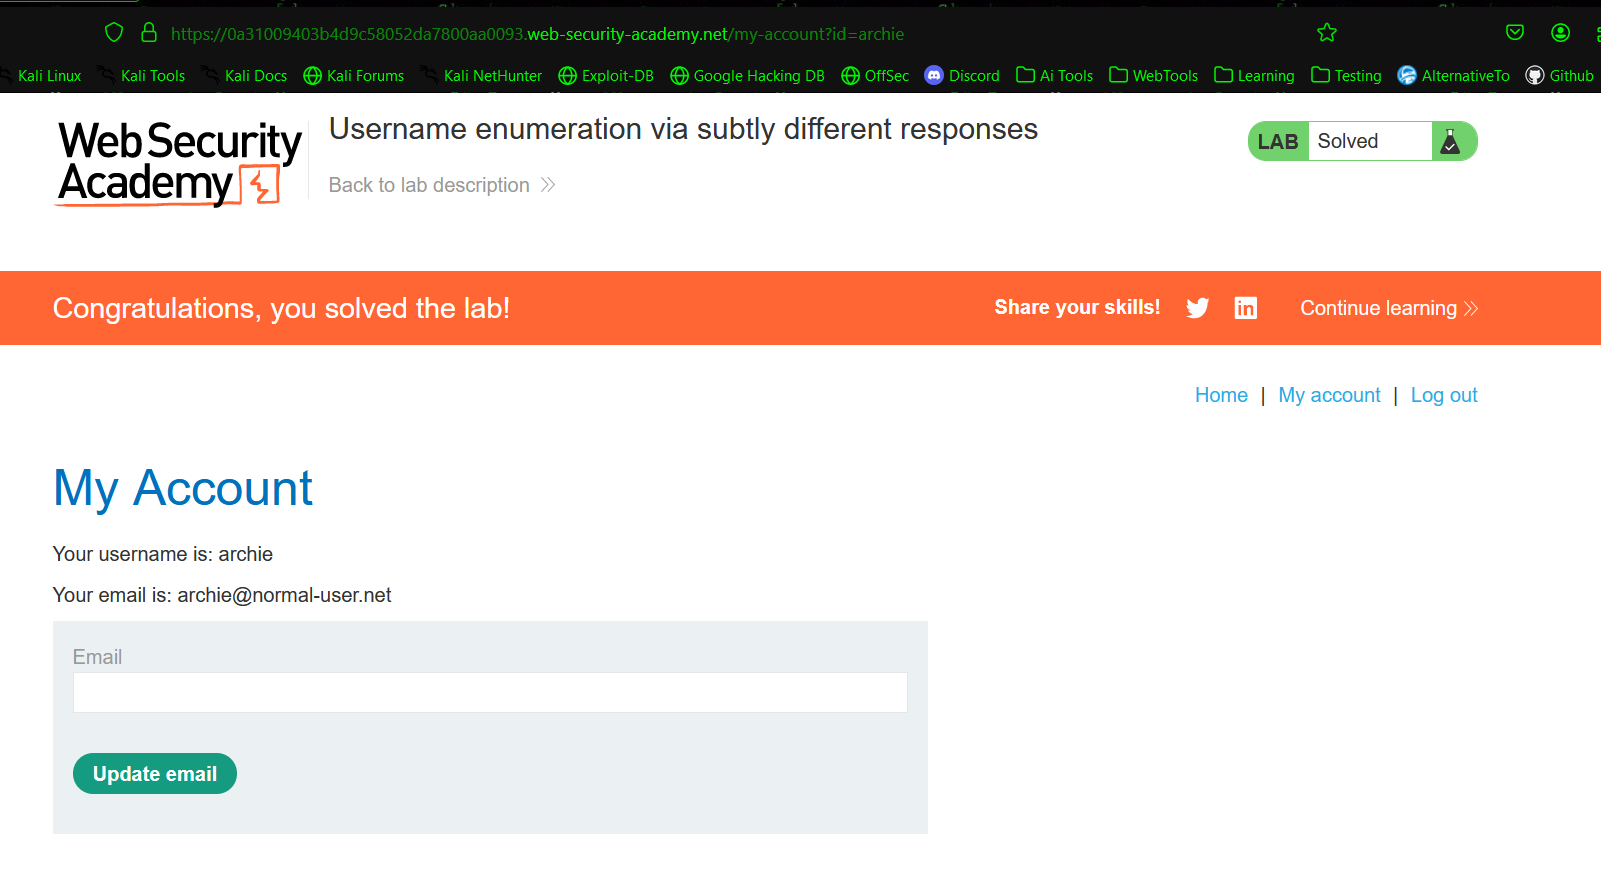 https://0a31009403b4d9c58052da7800aa0093.web-security-academy.net/my-account?id=archie
Kali Linux Kali Tools Kali Docs Kali Forums Kali NetHunter Exploit-DB Google Hacking DB OffSec Discord Ai Tools WebTools Learning Testing AlternativeTo Github
Web Security Academy
Username enumeration via subtly different responses
Back to lab description
LAB Solved
Congratulations, you solved the lab!
Share your skills!
Continue learning
Home | My account | Log out
My Account
Your username is: archie
Your email is: archie@normal-user.net
Email
Update email